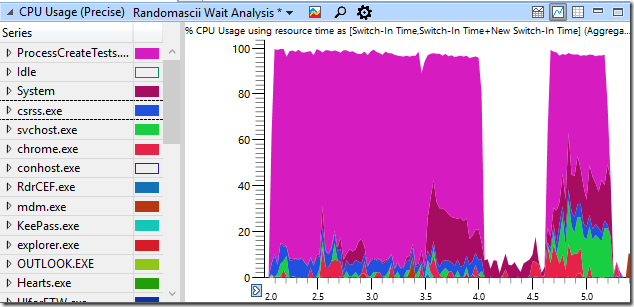 CPU Usage (Precise) Randomascii Wait Analysis *
Series
ProcessCreateTests....
Idle
System
csrss.exe
svchost.exe
chrome.exe
conhost.exe
RdrCEF.exe
mdm.exe
KeePass.exe
explorer.exe
OUTLOOK.EXE
Hearts.exe
% CPU Usage using resource time as [Switch-In Time,Switch-In Time+New Switch-In Time] (Aggrega...
100
80
60
40
20
0
2.0 2.5 3.0 3.5 4.0 4.5 5.0